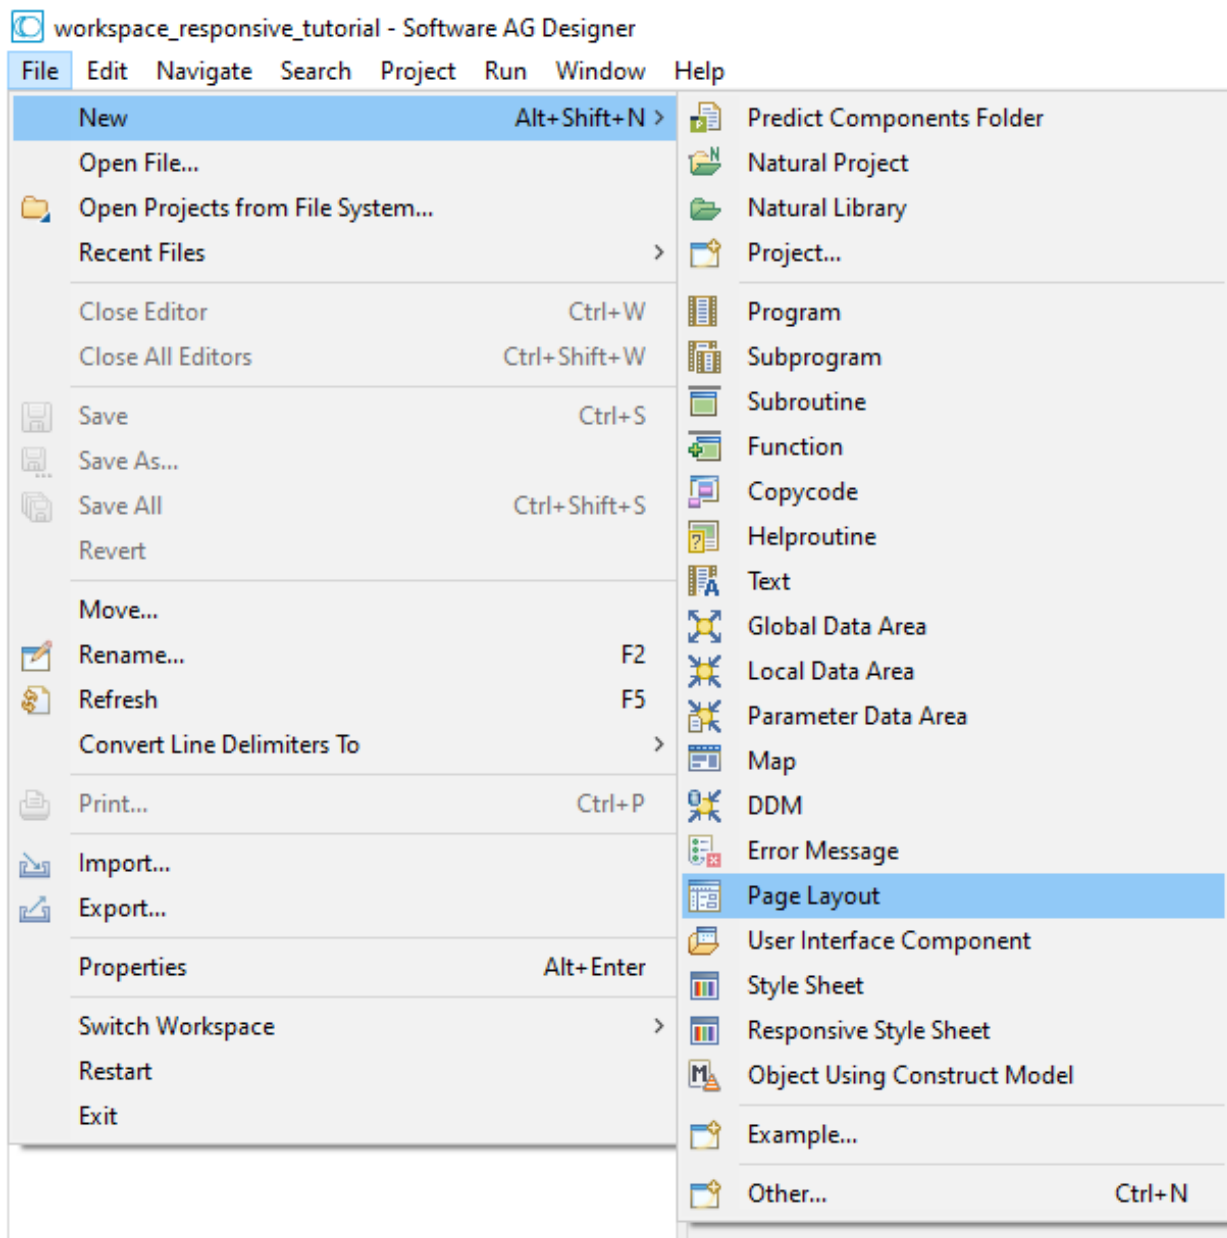 workspace_responsive_tutorial - Software AG Designer
File Edit Navigate Search Project Run Window Help
New Alt+Shift+N >
Open File...
Open Projects from File System...
Recent Files >
Close Editor Ctrl+W
Close All Editors Ctrl+Shift+W
Save Ctrl+S
Save As...
Save All Ctrl+Shift+S
Revert
Move...
Rename... F2
Refresh F5
Convert Line Delimiters To >
Print... Ctrl+P
Import...
Export...
Properties Alt+Enter
Switch Workspace >
Restart
Exit
Predict Components Folder
Natural Project
Natural Library
Project...
Program
Subprogram
Subroutine
Function
Copycode
Helproutine
Text
Global Data Area
Local Data Area
Parameter Data Area
Map
DDM
Error Message
Page Layout
User Interface Component
Style Sheet
Responsive Style Sheet
Object Using Construct Model
Example...
Other... Ctrl+N